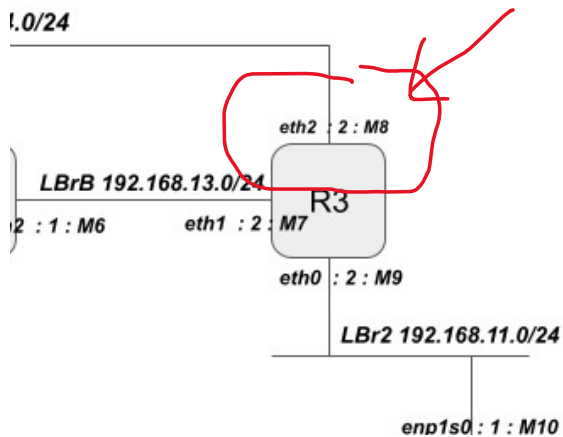 4.0/24
eth2 : 2 : M8
LBrB 192.168.13.0/24
R3
2 : 1 : M6
eth1 : 2 : M7
eth0 : 2 : M9
LBr2 192.168.11.0/24
enp1s0 : 1 : M10